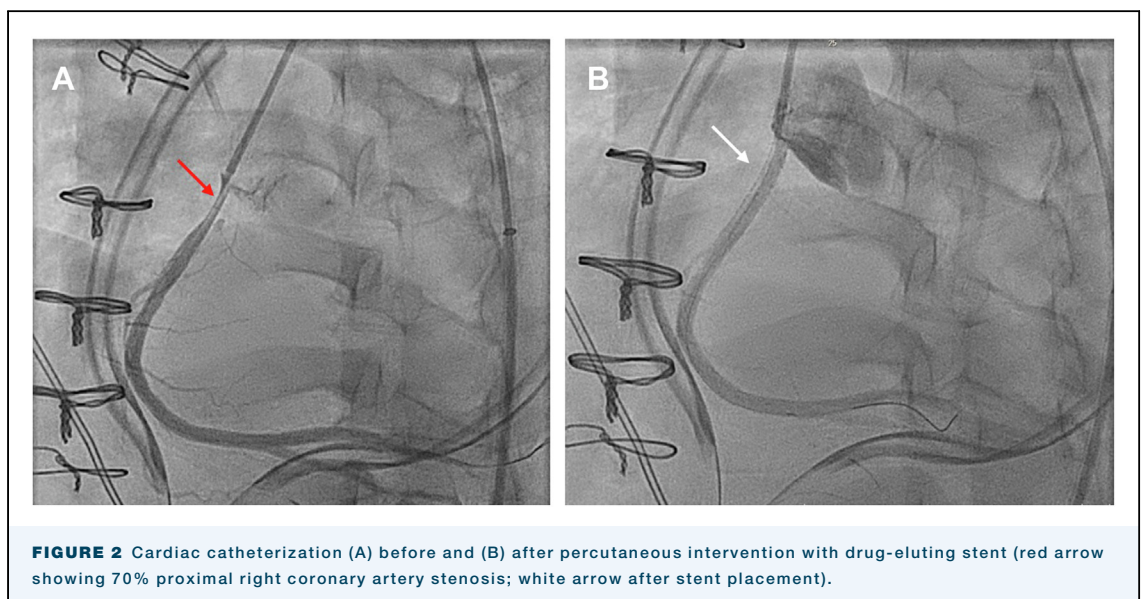 A
B
75
FIGURE 2 Cardiac catheterization (A) before and (B) after percutaneous intervention with drug-eluting stent (red arrow
showing 70% proximal right coronary artery stenosis; white arrow after stent placement).